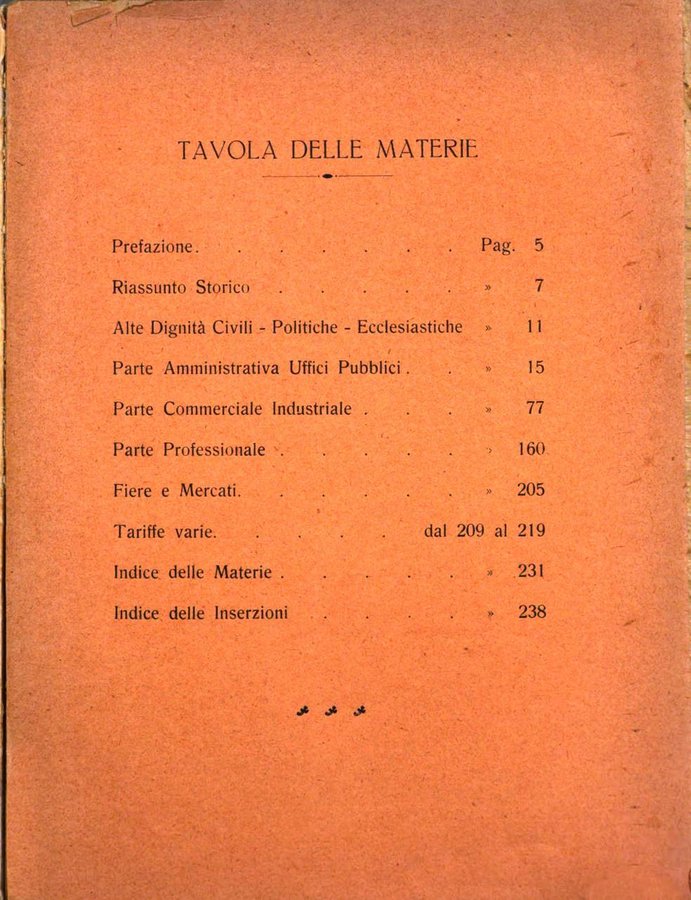 TAVOLA DELLE MATERIE
Prefazione. . . . . . . Pag. 5
Riassunto Storico . . . . . » 7
Alte Dignità Civili - Politiche - Ecclesiastiche » 11
Parte Amministrativa Uffici Pubblici . . » 15
Parte Commerciale Industriale . . . » 77
Parte Professionale . . . . . » 160
Fiere e Mercati. . . . . . » 205
Tariffe varie. . . . . dal 209 al 219
Indice delle Materie . . . . . » 231
Indice delle Inserzioni . . . . » 238